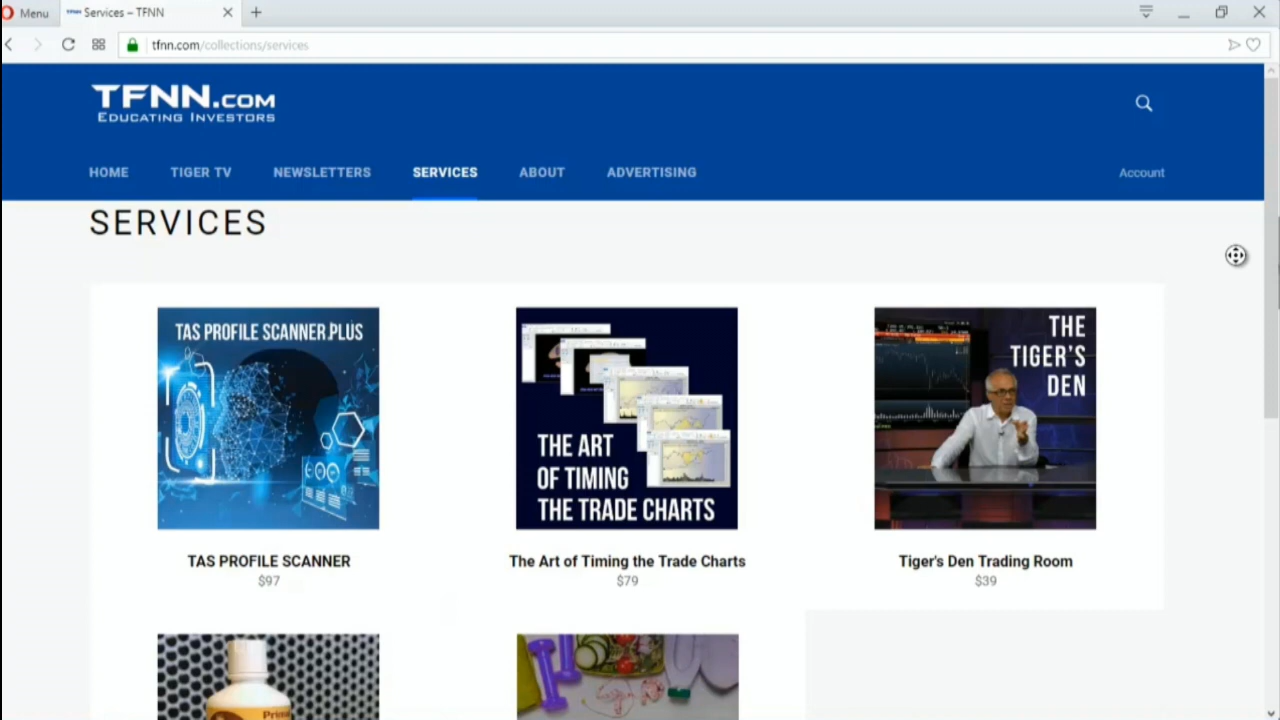 Menu
TFNN Services – TFNN
tfnn.com/collections/services
TFNN.COM
EDUCATING INVESTORS
HOME TIGER TV NEWSLETTERS SERVICES ABOUT ADVERTISING Account
SERVICES
TAS PROFILE SCANNER PLUS
THE ART
OF TIMING
THE TRADE CHARTS
THE
TIGER'S
DEN
TAS PROFILE SCANNER
$97
The Art of Timing the Trade Charts
$79
Tiger's Den Trading Room
$39